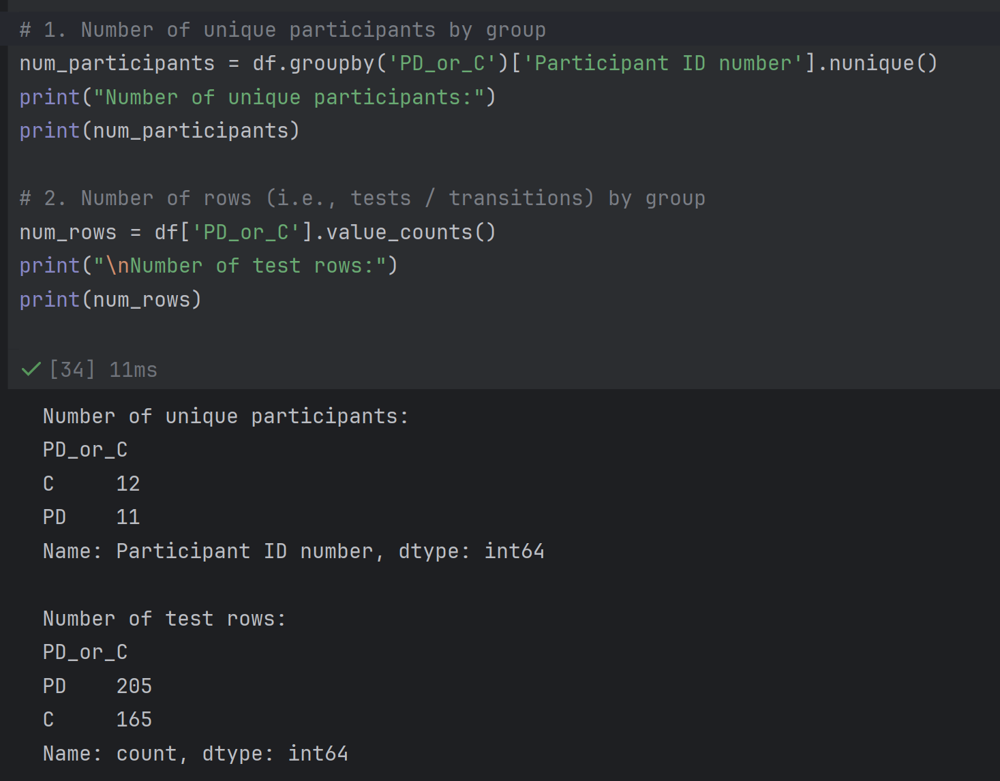 # 1. Number of unique participants by group
num_participants = df.groupby('PD_or_C')['Participant ID number'].nunique()
print("Number of unique participants:")
print(num_participants)
# 2. Number of rows (i.e., tests / transitions) by group
num_rows = df['PD_or_C'].value_counts()
print("\nNumber of test rows:")
print(num_rows)
[34] 11ms
Number of unique participants:
PD_or_C
C     12
PD    11
Name: Participant ID number, dtype: int64
Number of test rows:
PD_or_C
PD    205
C     165
Name: count, dtype: int64